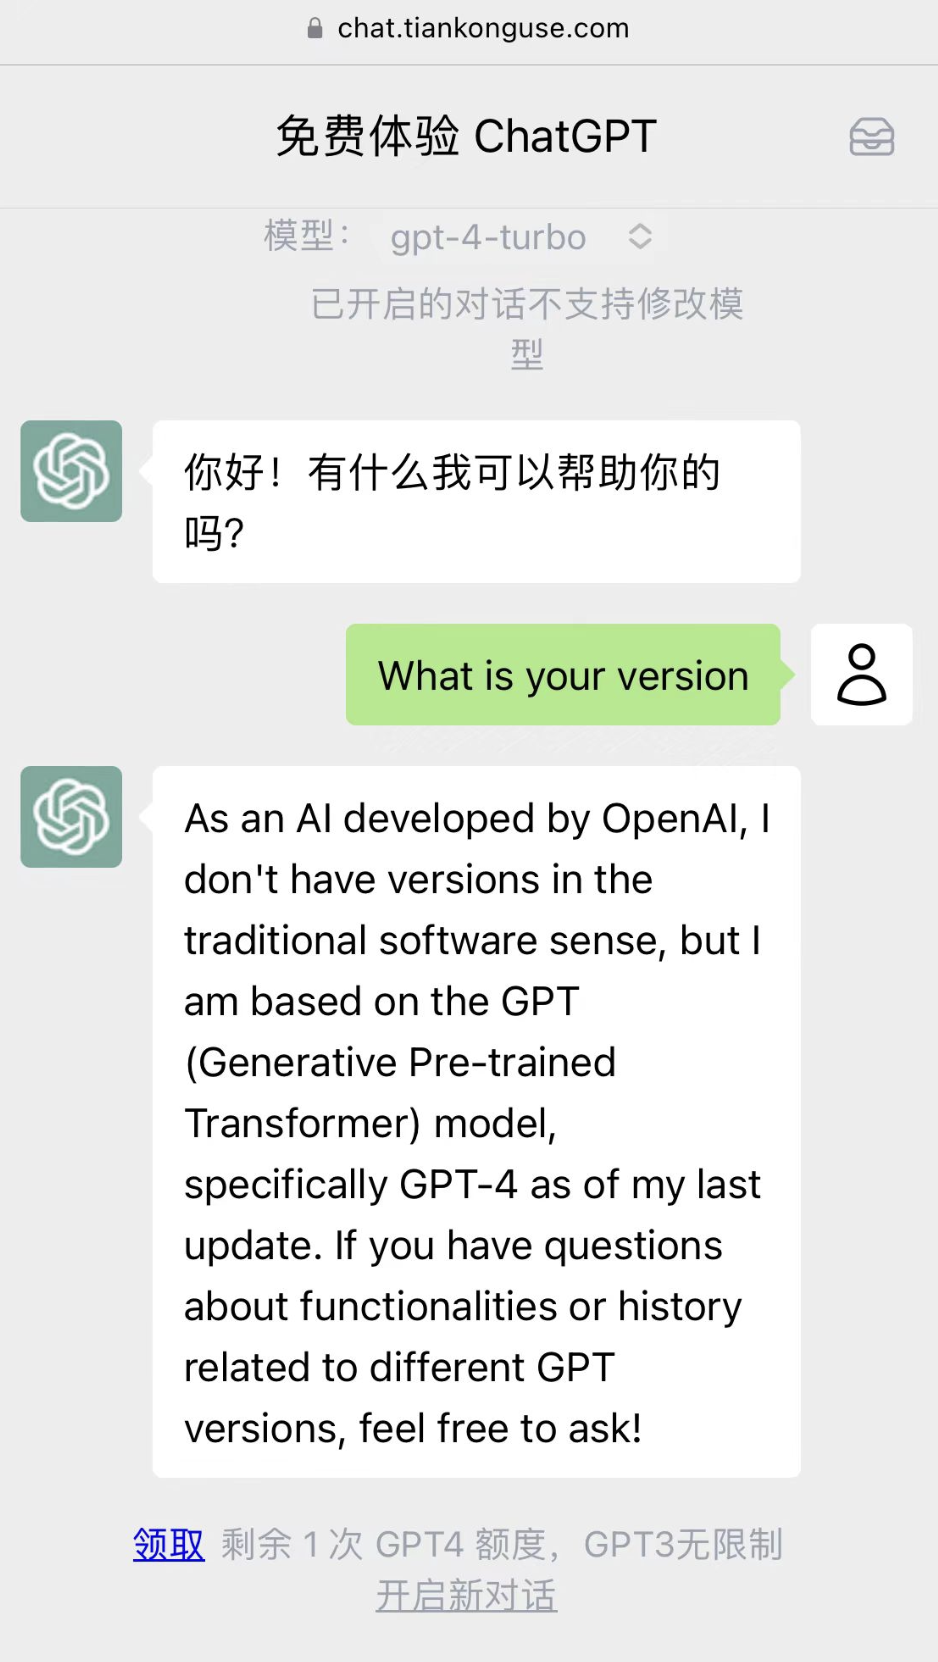 chat.tiankonguse.com
免费体验 ChatGPT
模型： gpt-4-turbo
已开启的对话不支持修改模
型
你好！有什么我可以帮助你的
吗?
What is your version
As an AI developed by OpenAI, I
don't have versions in the
traditional software sense, but I
am based on the GPT
(Generative Pre-trained
Transformer) model,
specifically GPT-4 as of my last
update. If you have questions
about functionalities or history
related to different GPT
versions, feel free to ask!
领取 剩余 1 次 GPT4 额度，GPT3无限制
开启新对话